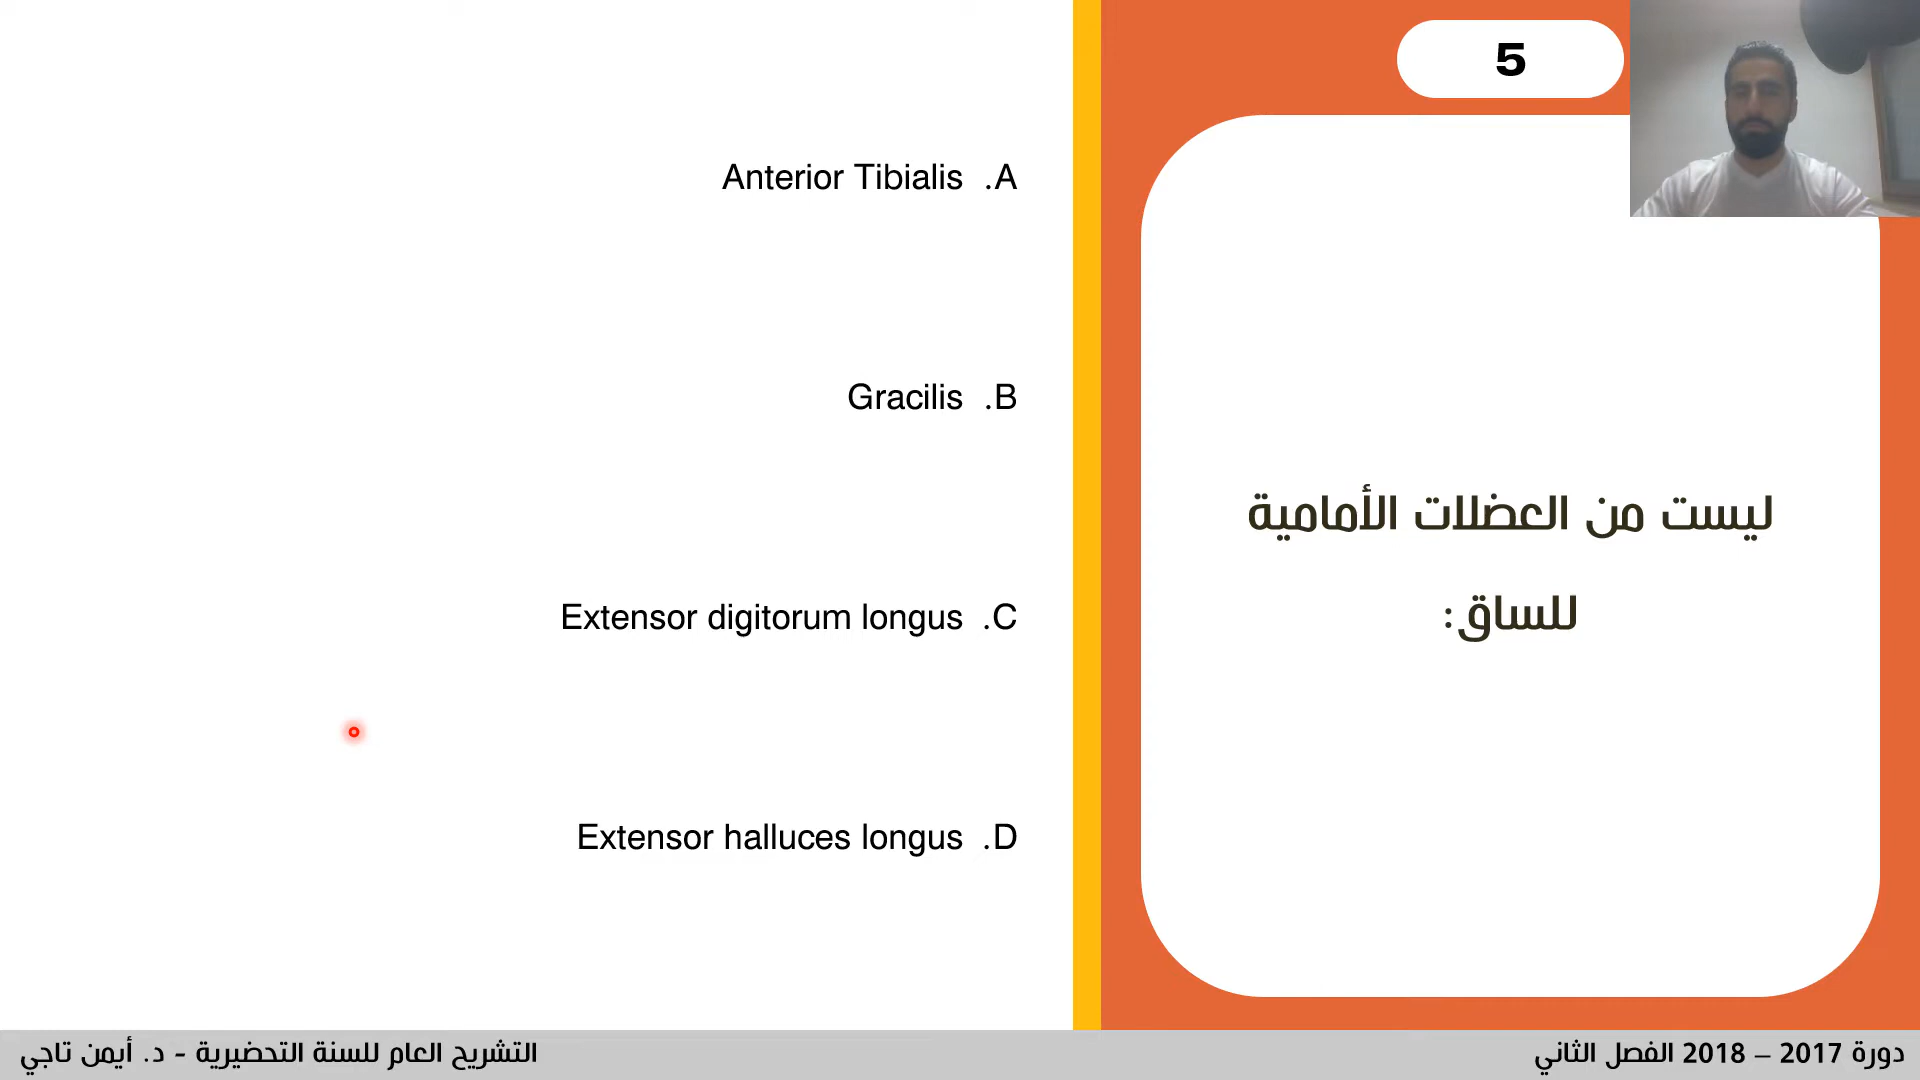 5
ليست من العضلات الأمامية
للساق:
A. Anterior Tibialis
B. Gracilis
C. Extensor digitorum longus
D. Extensor halluces longus
دورة 2017 – 2018 الفصل الثاني
التشريح العام للسنة التحضيرية - د. أيمن تاجي